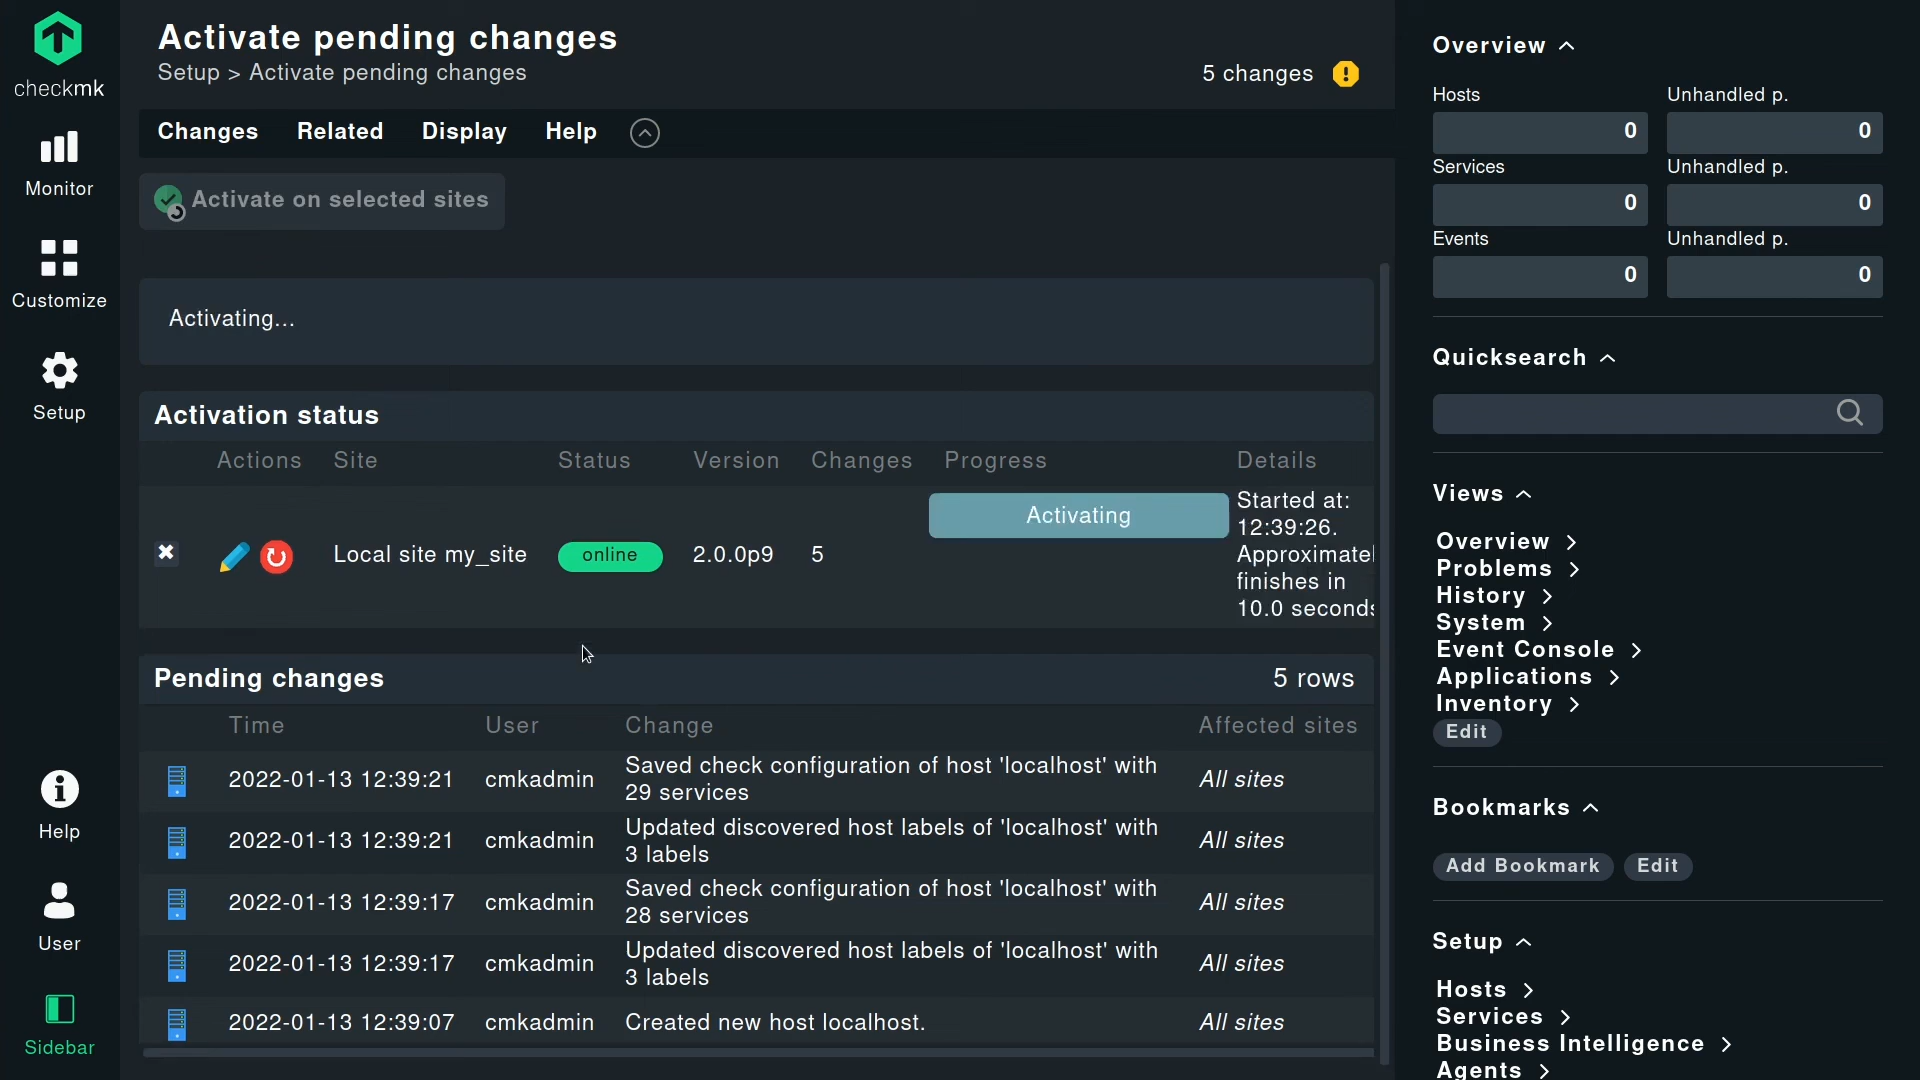 checkmk
Monitor
Customize
Setup
Help
User
Sidebar
Activate pending changes
Setup > Activate pending changes
5 changes
Changes Related Display Help
Activate on selected sites
Activating...
Activation status
Actions Site Status Version Changes Progress Details
Local site my_site online 2.0.0p9 5 Activating
Started at:
12:39:26.
Approximatel
finishes in
10.0 seconds
Pending changes 5 rows
Time User Change Affected sites
2022-01-13 12:39:21 cmkadmin Saved check configuration of host 'localhost' with
29 services All sites
2022-01-13 12:39:21 cmkadmin Updated discovered host labels of 'localhost' with
3 labels All sites
2022-01-13 12:39:17 cmkadmin Saved check configuration of host 'localhost' with
28 services All sites
2022-01-13 12:39:17 cmkadmin Updated discovered host labels of 'localhost' with
3 labels All sites
2022-01-13 12:39:07 cmkadmin Created new host localhost. All sites
Overview
Hosts Unhandled p.
0 0
Services Unhandled p.
0 0
Events Unhandled p.
0 0
Quicksearch
Views
Overview
Problems
History
System
Event Console
Applications
Inventory
Edit
Bookmarks
Add Bookmark Edit
Setup
Hosts
Services
Business Intelligence
Agents